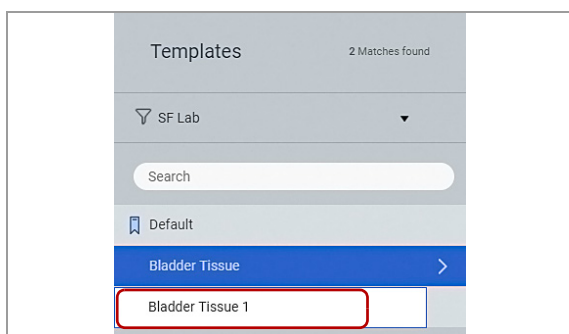 Templates 2 Matches found
SF Lab
Search
Default
Bladder Tissue
Bladder Tissue 1